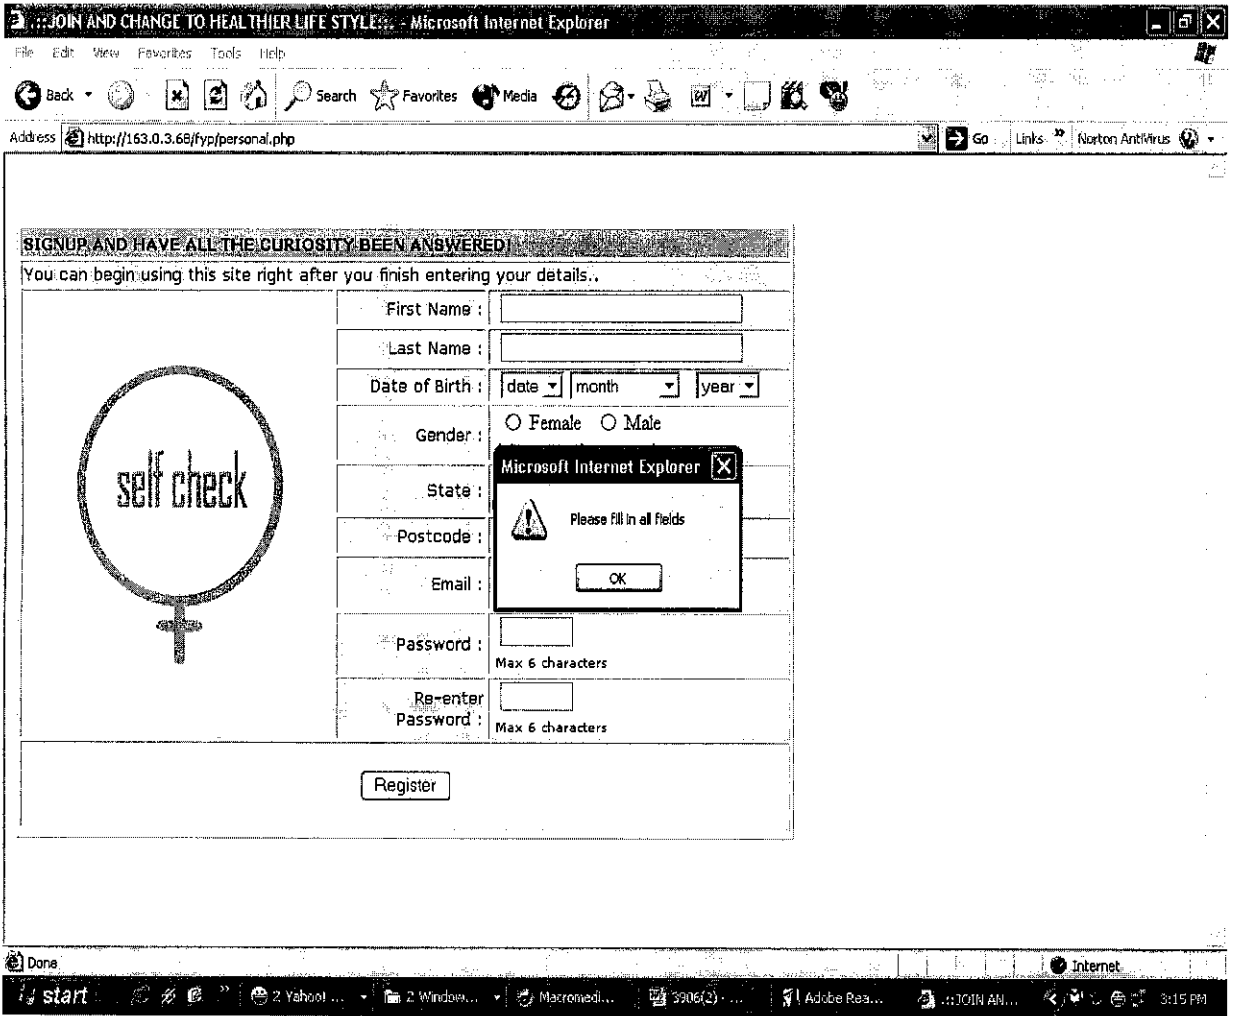 .::JOIN AND CHANGE TO HEALTHIER LIFE STYLE::. - Microsoft Internet Explorer
File Edit View Favorites Tools Help
Back Search Favorites Media
Address http://163.0.3.68/fyp/personal.php Go Links » Norton AntiVirus
SIGNUP AND HAVE ALL THE CURIOSITY BEEN ANSWERED!
You can begin using this site right after you finish entering your details..
First Name :
Last Name :
Date of Birth : date month year
Gender : Female Male
self check
Microsoft Internet Explorer
State :
Please fill in all fields
Postcode :
OK
Email :
Password :
Max 6 characters
Re-enter
Password :
Max 6 characters
Register
Done Internet
start » 2 Yahoo! ... 2 Window... Macromedi... 3906(2) - ... Adobe Rea... .::JOIN AN... 3:15 PM